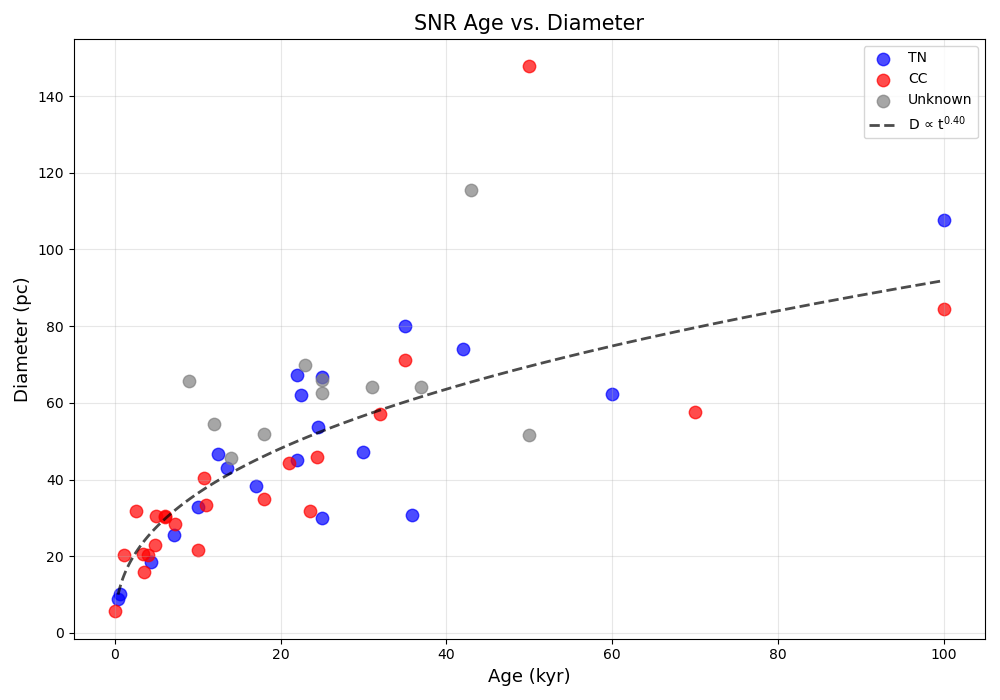 SNR Age vs. Diameter
TN
CC
Unknown
D ∝ t^0.40
Diameter (pc)
140
120
100
80
60
40
20
0
0 20 40 60 80 100
Age (kyr)